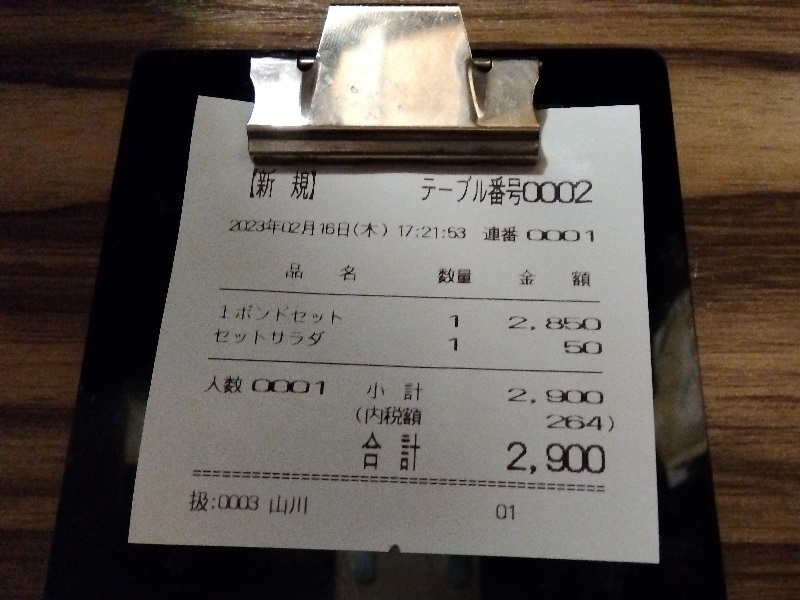 【新 規】 テーブル番号0002
2023年02月16日(木) 17:21:53 連番 0001
品 名 数量 金 額
1ポンドセット 1 2,850
セットサラダ 1 50
人数 0001 小 計 2,900
(内税額 264)
合 計 2,900
扱:0003 山川 01